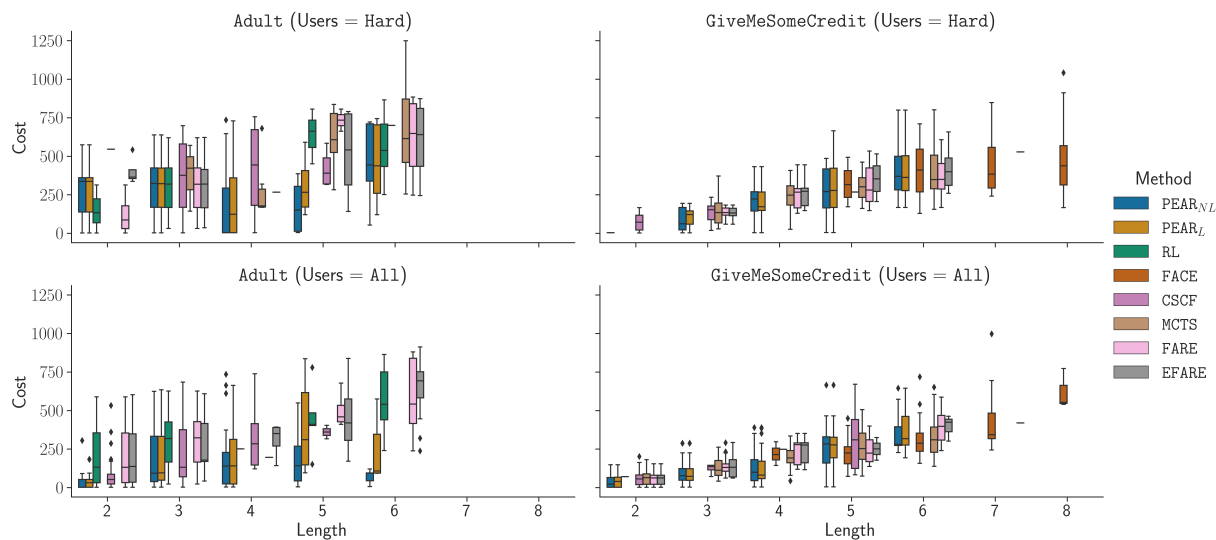 Adult (Users = Hard)
GiveMeSomeCredit (Users = Hard)
Cost
1250
1000
750
500
250
0
Adult (Users = All)
GiveMeSomeCredit (Users = All)
Cost
1250
1000
750
500
250
0
2 3 4 5 6 7 8
Length
2 3 4 5 6 7 8
Length
Method
PEAR_NL
PEAR_L
RL
FACE
CSCF
MCTS
FARE
EFARE